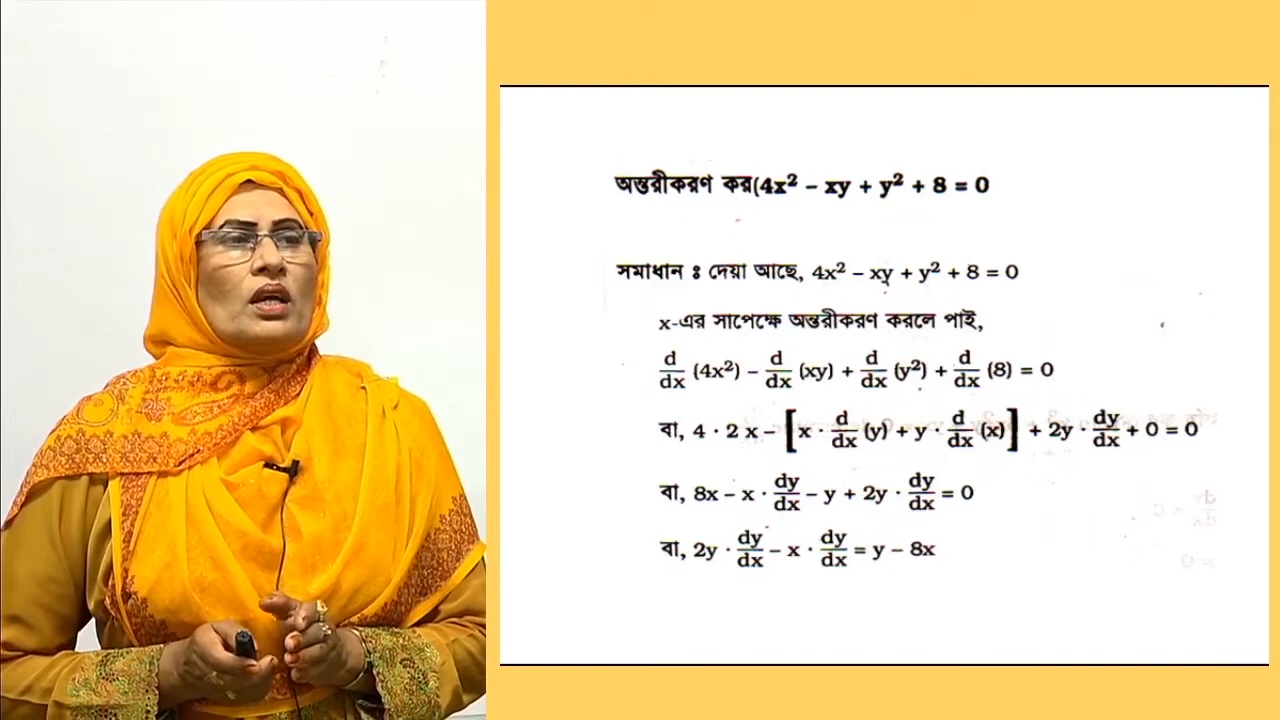 অন্তরীকরণ কর(4x² – xy + y² + 8 = 0
সমাধান ঃ দেয়া আছে, 4x² – xy + y² + 8 = 0
x-এর সাপেক্ষে অন্তরীকরণ করলে পাই,
d/dx (4x²) – d/dx (xy) + d/dx (y²) + d/dx (8) = 0
বা, 4 · 2 x – [x · d/dx (y) + y · d/dx (x)] + 2y · dy/dx + 0 = 0
বা, 8x – x · dy/dx – y + 2y · dy/dx = 0
বা, 2y · dy/dx – x · dy/dx = y – 8x